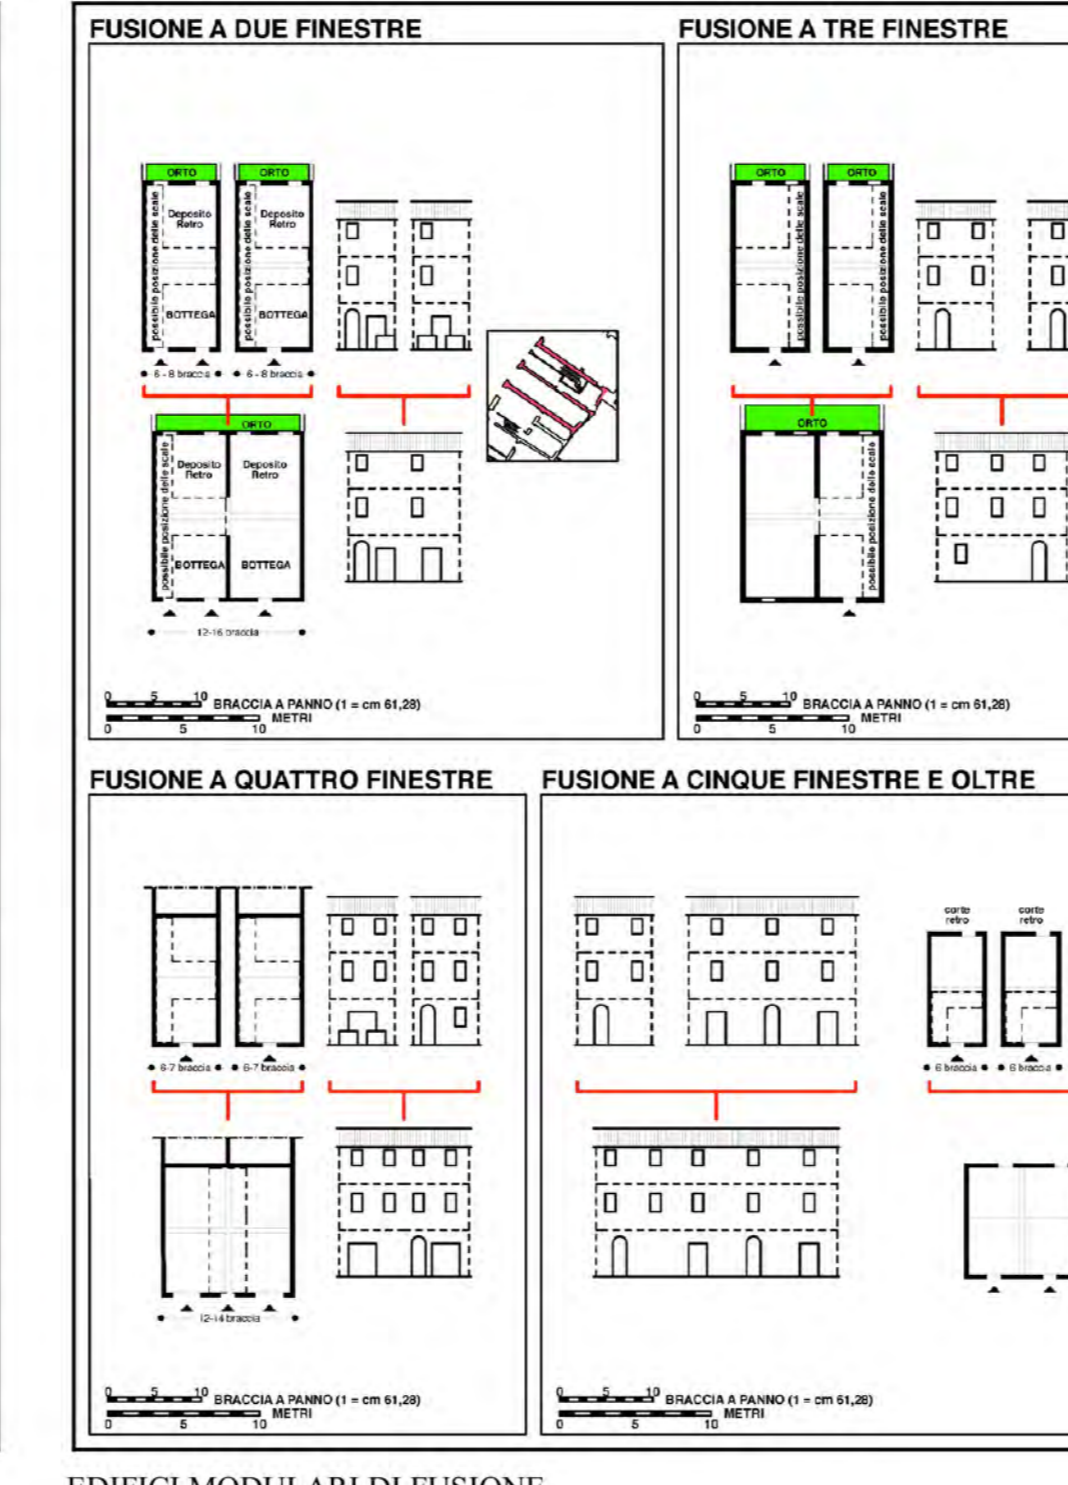 FUSIONE A DUE FINESTRE
ORTO
ORTO
possibile posizione delle scale
Deposito
Retro
BOTTEGA
possibile posizione delle scale
Deposito
Retro
BOTTEGA
6 - 8 braccia
6 - 8 braccia
ORTO
possibile posizione delle scale
Deposito
Retro
Deposito
Retro
BOTTEGA
BOTTEGA
12-16 braccia
0 5 10
BRACCIA A PANNO (1 = cm 61,28)
METRI
0 5 10
FUSIONE A TRE FINESTRE
ORTO
ORTO
possibile posizione delle scale
possibile posizione delle scale
ORTO
possibile posizione delle scale
0 5 10
BRACCIA A PANNO (1 = cm 61,28)
METRI
0 5 10
FUSIONE A QUATTRO FINESTRE
6-7 braccia
6-7 braccia
12-14 braccia
0 5 10
BRACCIA A PANNO (1 = cm 61,28)
METRI
0 5 10
FUSIONE A CINQUE FINESTRE E OLTRE
corte
retro
corte
retro
6 braccia
6 braccia
0 5 10
BRACCIA A PANNO (1 = cm 61,28)
METRI
0 5 10
EDIFICI MODULARI DI FUSIONE